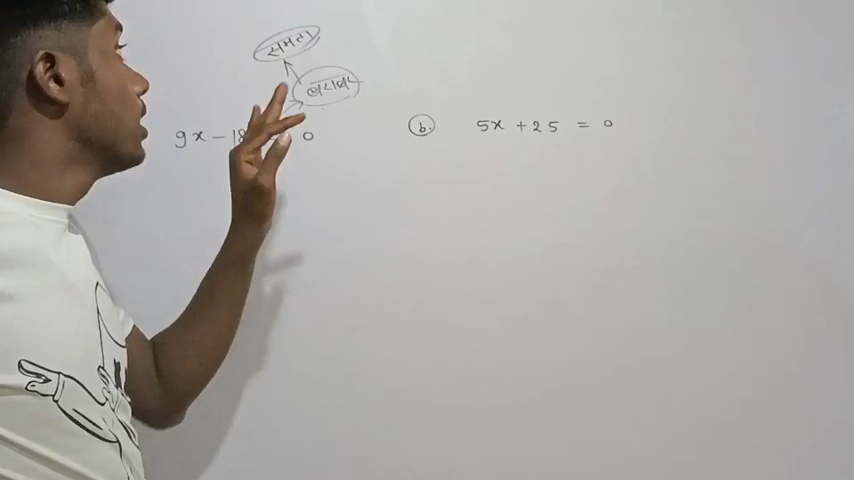 समता
बराबर
9x - 18 0
b. 5x + 25 = 0